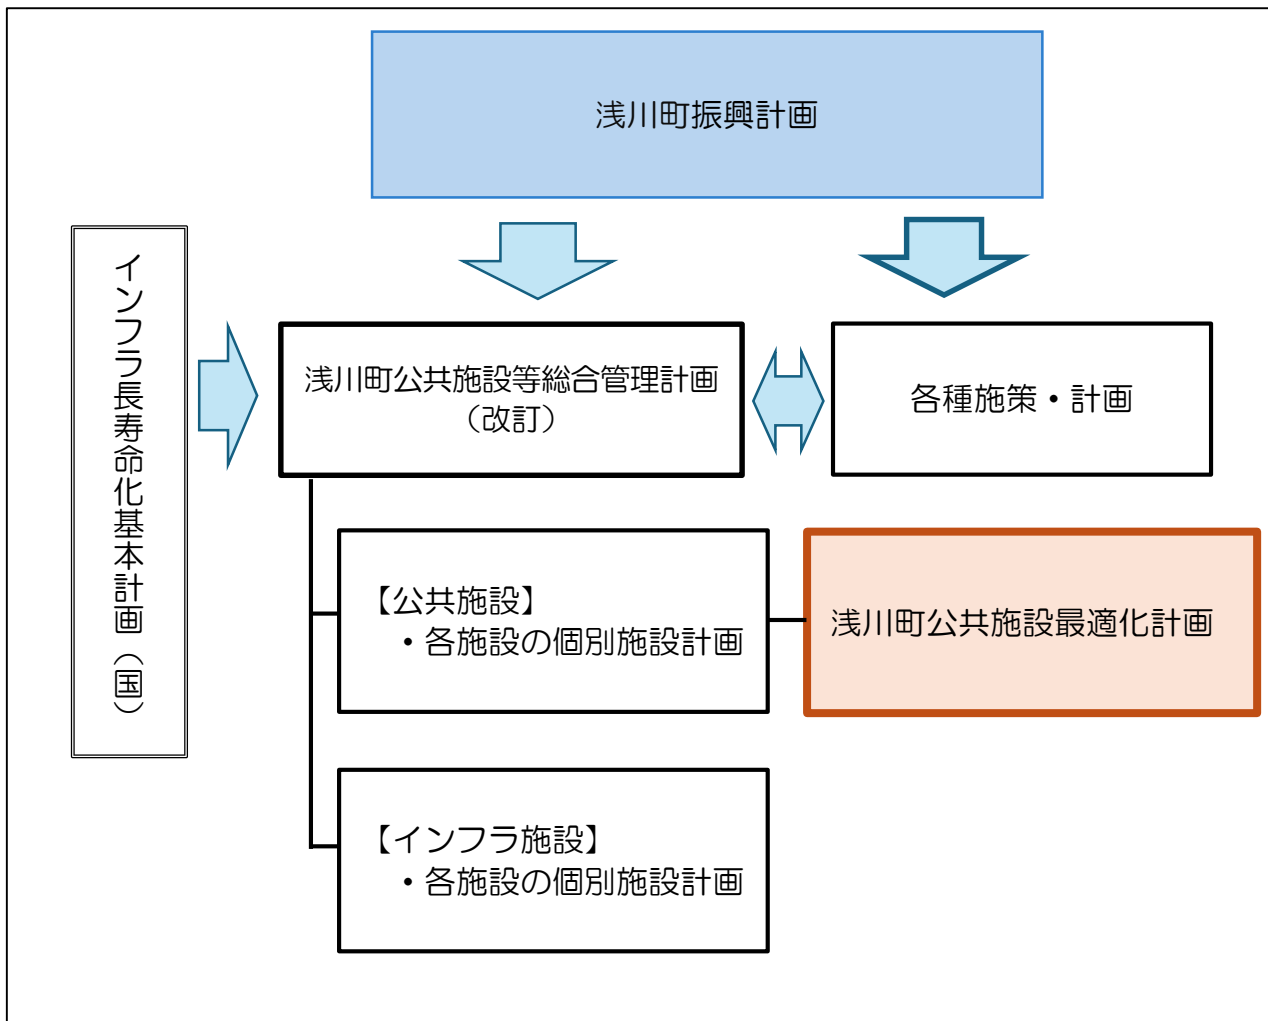 浅川町振興計画
インフラ長寿命化基本計画（国）
浅川町公共施設等総合管理計画
（改訂）
各種施策・計画
【公共施設】
・各施設の個別施設計画
浅川町公共施設最適化計画
【インフラ施設】
・各施設の個別施設計画